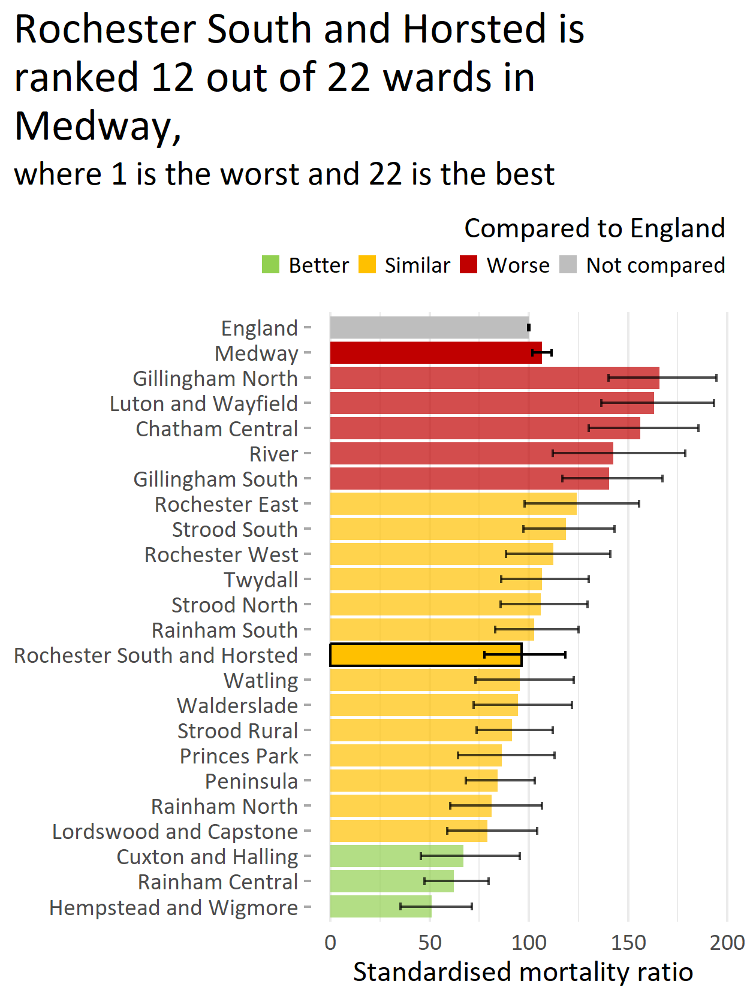 Rochester South and Horsted is
ranked 12 out of 22 wards in
Medway,
where 1 is the worst and 22 is the best
Compared to England
Better Similar Worse Not compared
England
Medway
Gillingham North
Luton and Wayfield
Chatham Central
River
Gillingham South
Rochester East
Strood South
Rochester West
Twydall
Strood North
Rainham South
Rochester South and Horsted
Watling
Walderslade
Strood Rural
Princes Park
Peninsula
Rainham North
Lordswood and Capstone
Cuxton and Halling
Rainham Central
Hempstead and Wigmore
0 50 100 150 200
Standardised mortality ratio